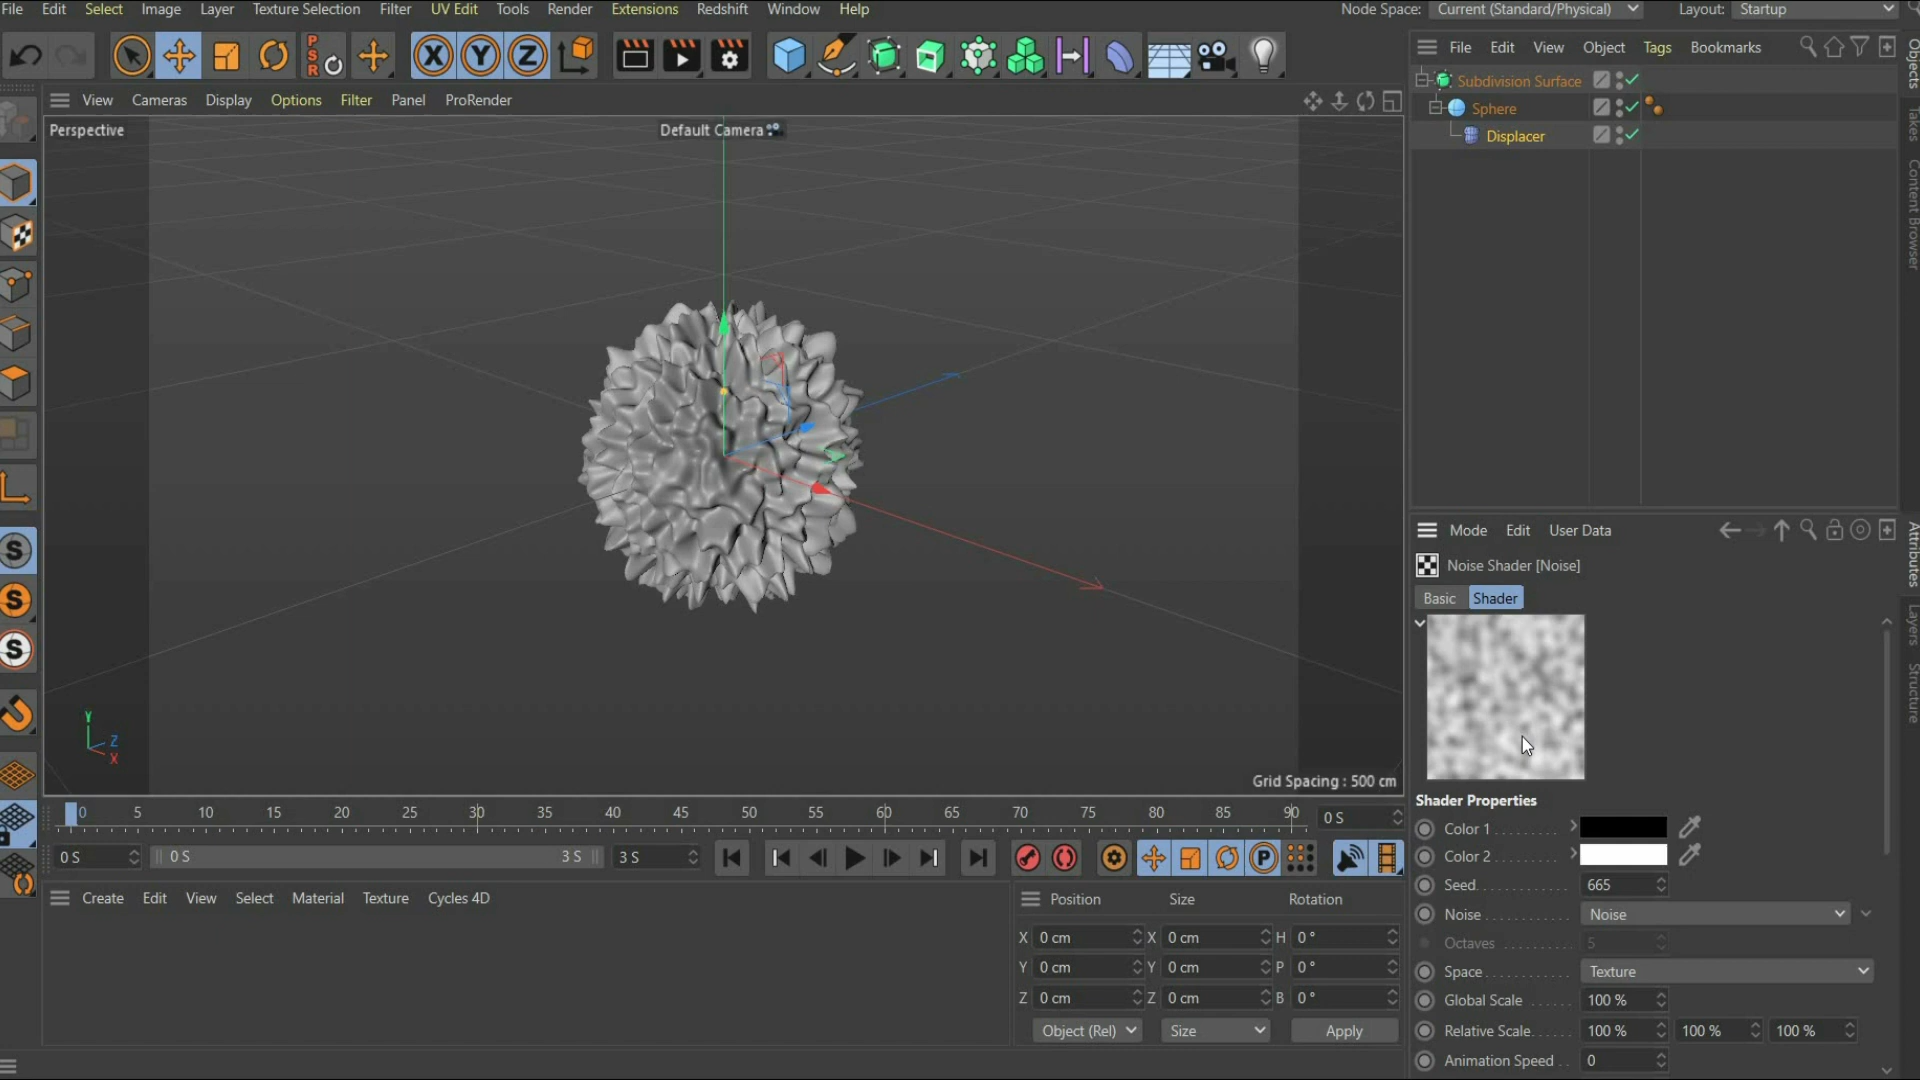 File Edit Select Image Layer Texture Selection Filter UV Edit Tools Render Extensions Redshift Window Help Node Space: Current (Standard/Physical) Layout: Startup
P
S
R
X Y Z
File Edit View Object Tags Bookmarks
Objects
Takes
Content Browser
Subdivision Surface
Sphere
Displacer
View Cameras Display Options Filter Panel ProRender
Perspective
Default Camera
Y
Z
X
Grid Spacing : 500 cm
S
S
S
Mode Edit User Data
Attributes
Layers
Structure
Noise Shader [Noise]
Basic Shader
Shader Properties
Color 1
Color 2
Seed 665
Noise Noise
Octaves 5
Space Texture
Global Scale 100 %
Relative Scale 100 % 100 % 100 %
Animation Speed 0
0 5 10 15 20 25 30 35 40 45 50 55 60 65 70 75 80 85 90 0 S
0 S 0 S 3 S 3 S P
Create Edit View Select Material Texture Cycles 4D
Position Size Rotation
X 0 cm X 0 cm H 0 °
Y 0 cm Y 0 cm P 0 °
Z 0 cm Z 0 cm B 0 °
Object (Rel) Size Apply